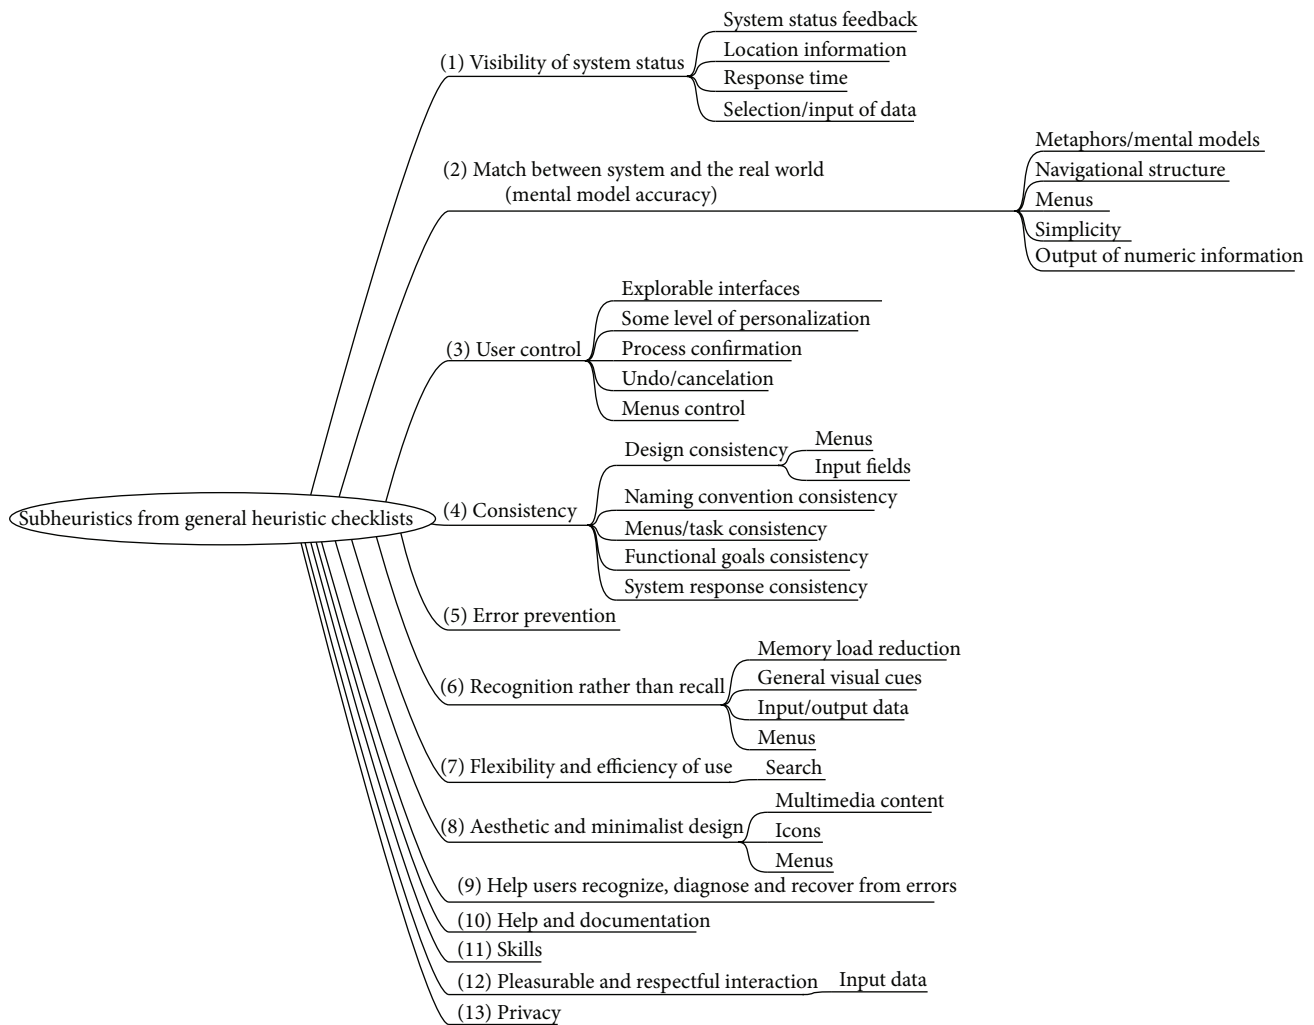 Subheuristics from general heuristic checklists
(1) Visibility of system status
System status feedback
Location information
Response time
Selection/input of data
(2) Match between system and the real world
(mental model accuracy)
Metaphors/mental models
Navigational structure
Menus
Simplicity
Output of numeric information
(3) User control
Explorable interfaces
Some level of personalization
Process confirmation
Undo/cancelation
Menus control
(4) Consistency
Design consistency
Menus
Input fields
Naming convention consistency
Menus/task consistency
Functional goals consistency
System response consistency
(5) Error prevention
(6) Recognition rather than recall
Memory load reduction
General visual cues
Input/output data
Menus
(7) Flexibility and efficiency of use
Search
(8) Aesthetic and minimalist design
Multimedia content
Icons
Menus
(9) Help users recognize, diagnose and recover from errors
(10) Help and documentation
(11) Skills
(12) Pleasurable and respectful interaction
Input data
(13) Privacy